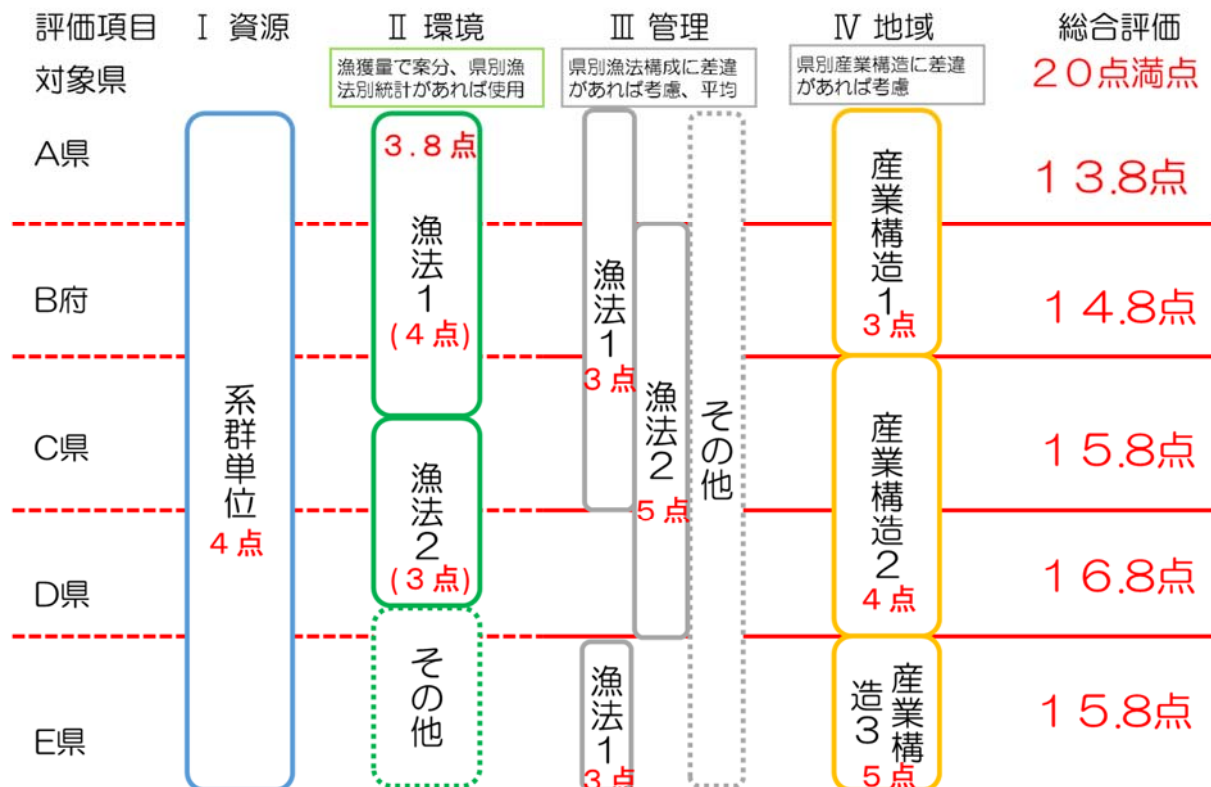 評価項目 Ⅰ 資源 Ⅱ 環境 Ⅲ 管理 Ⅳ 地域 総合評価
対象県
漁獲量で案分、県別漁
法別統計があれば使用
県別漁法構成に差違
があれば考慮、平均
県別産業構造に差違
があれば考慮
20点満点
A県
B府
C県
D県
E県
系群単位
4点
3.8点
漁法1
(4点)
漁法2
(3点)
その他
漁法1
3点
漁法2
5点
漁法1
3点
その他
産業構造1
3点
産業構造2
4点
産業構
造3
5点
13.8点
14.8点
15.8点
16.8点
15.8点